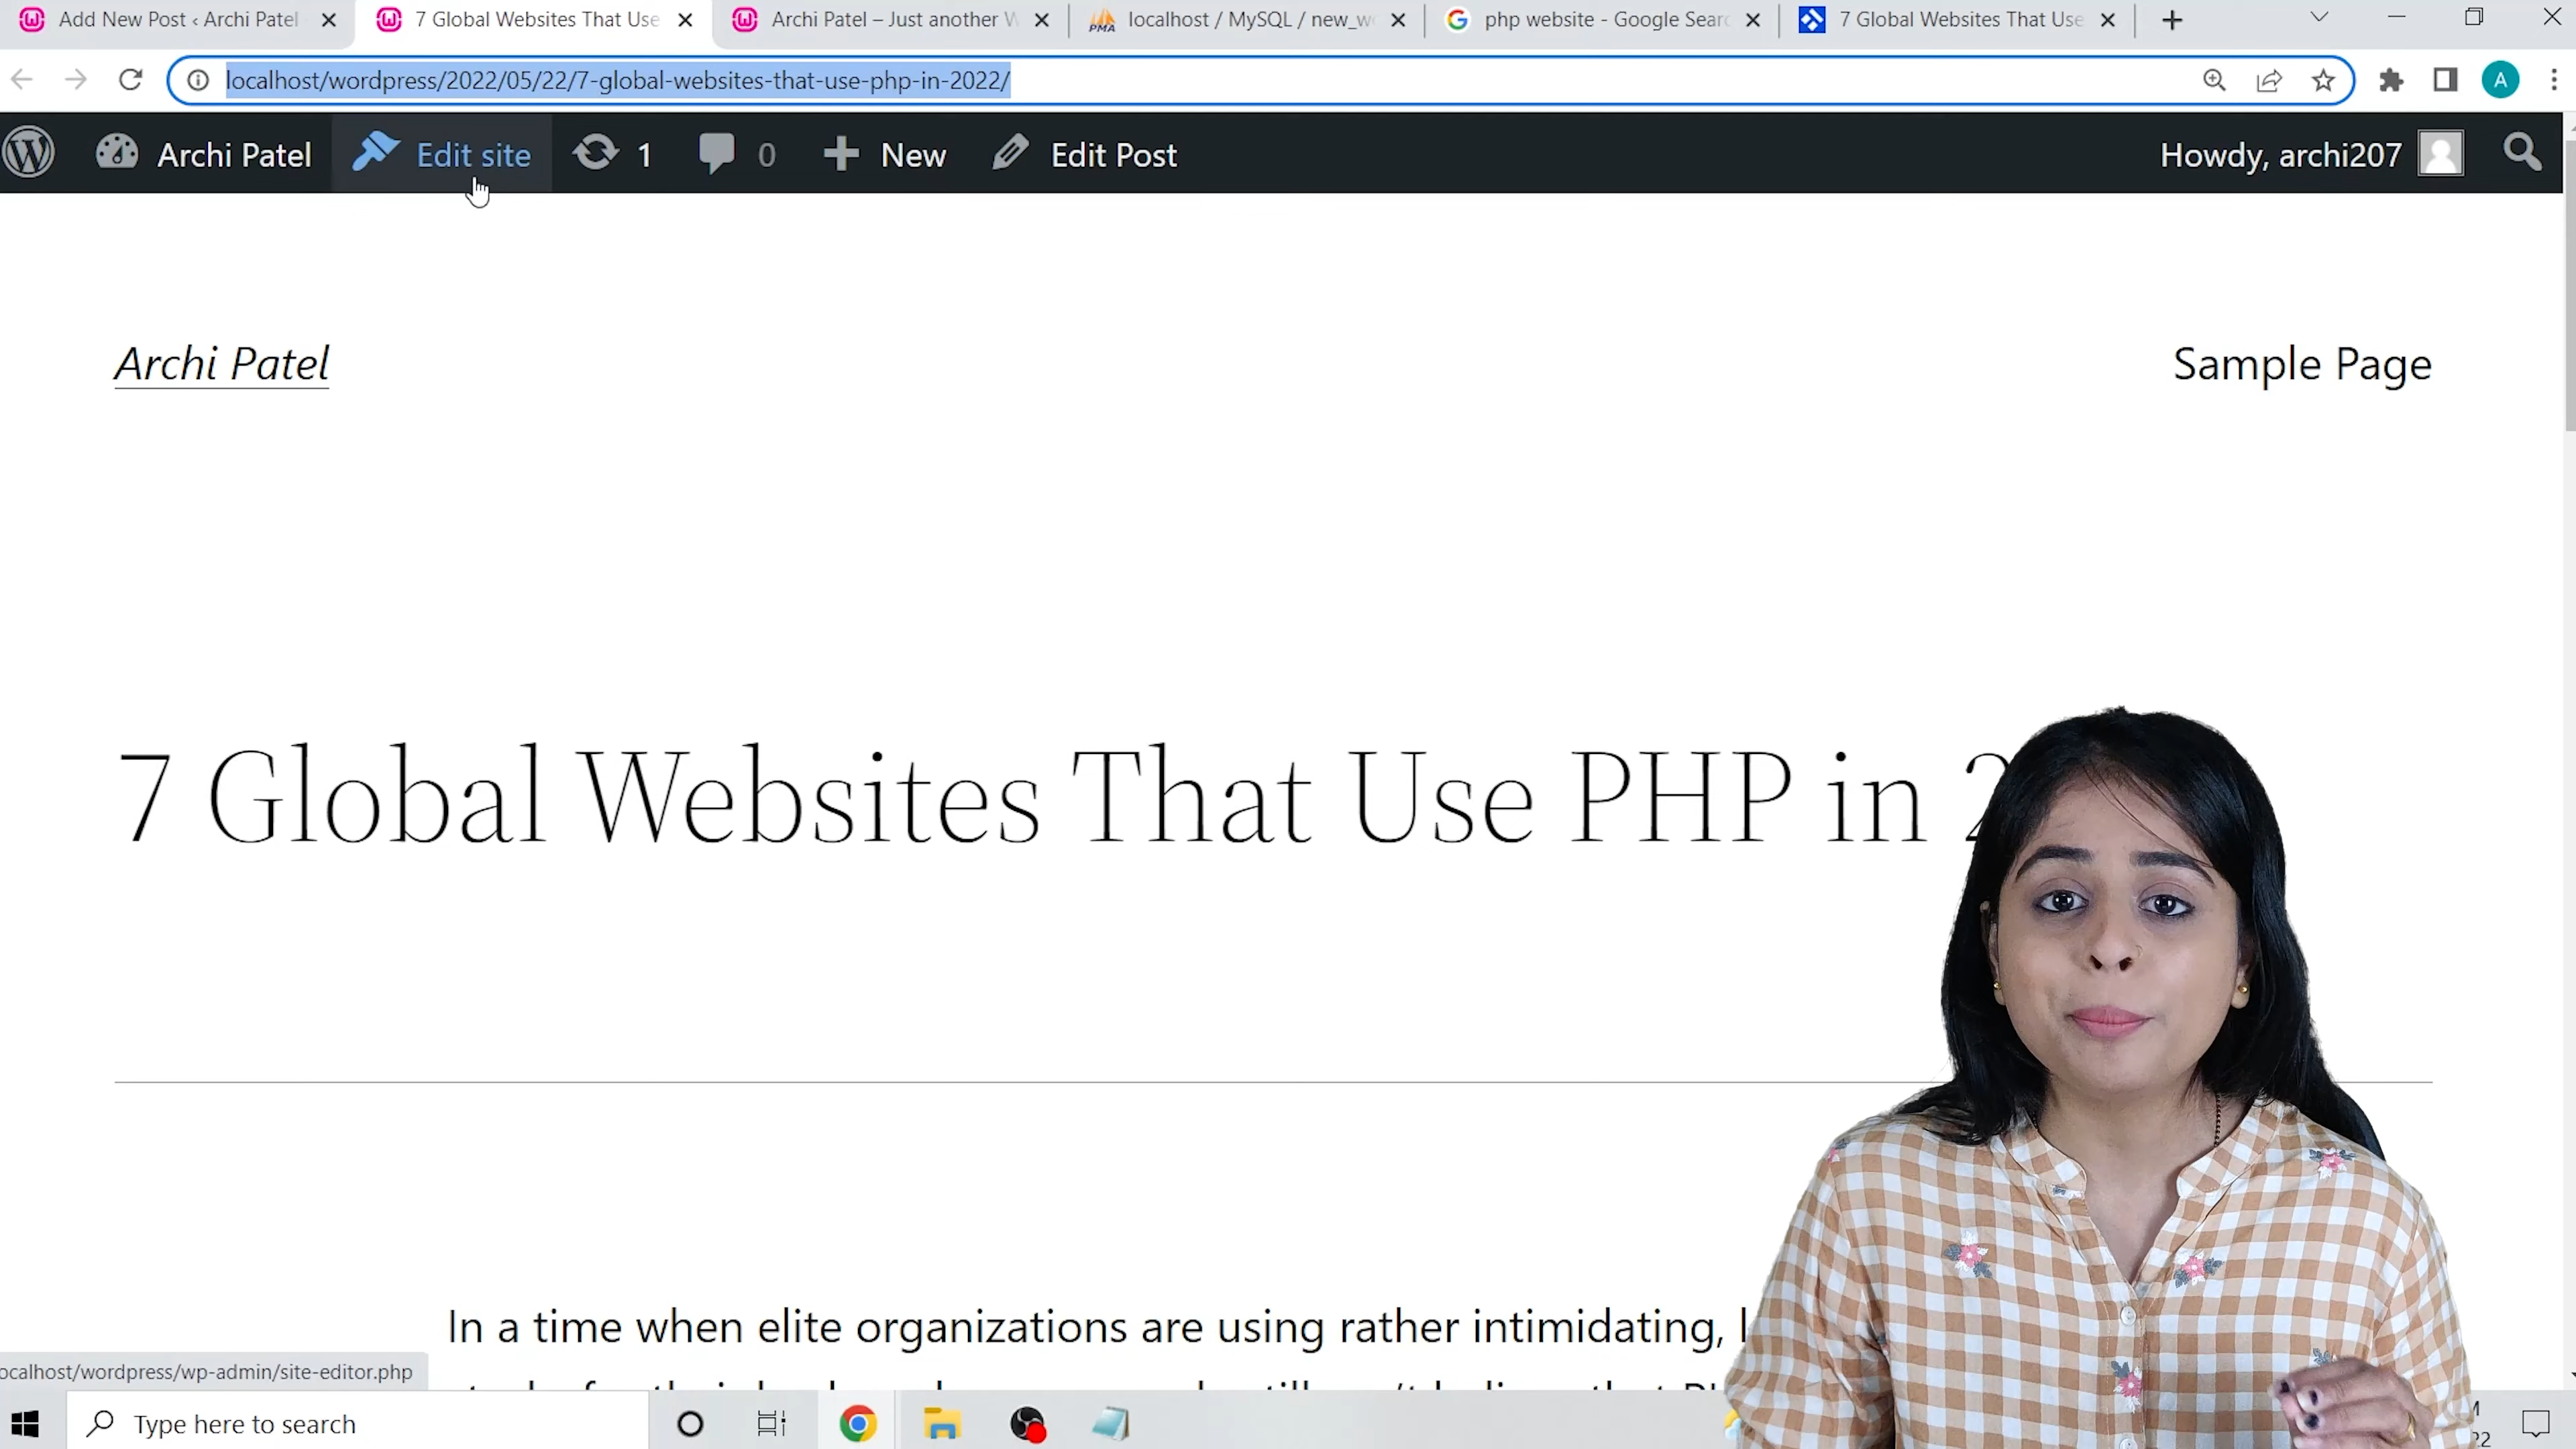 Add New Post ‹ Archi Patel
7 Global Websites That Use
Archi Patel – Just another W
localhost / MySQL / new_w
php website - Google Sear
7 Global Websites That Use
localhost/wordpress/2022/05/22/7-global-websites-that-use-php-in-2022/
A
Archi Patel
Edit site
1
0
New
Edit Post
Howdy, archi207
Archi Patel
Sample Page
7 Global Websites That Use PHP in 2
In a time when elite organizations are using rather intimidating, l
ocalhost/wordpress/wp-admin/site-editor.php
Type here to search